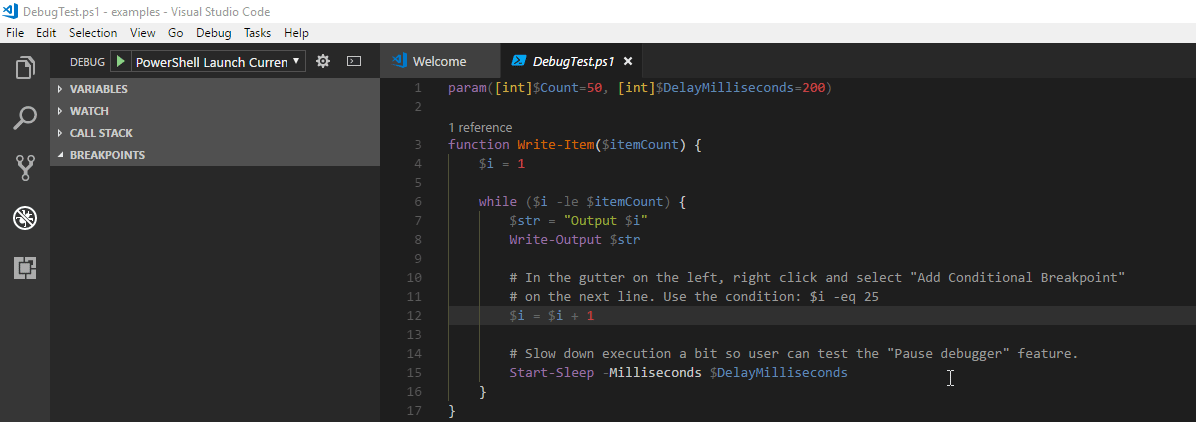 DebugTest.ps1 - examples - Visual Studio Code
File Edit Selection View Go Debug Tasks Help
DEBUG PowerShell Launch Curren
VARIABLES
WATCH
CALL STACK
BREAKPOINTS
Welcome DebugTest.ps1
1 param([int]$Count=50, [int]$DelayMilliseconds=200)
2
1 reference
3 function Write-Item($itemCount) {
4 $i = 1
5
6 while ($i -le $itemCount) {
7 $str = "Output $i"
8 Write-Output $str
9
10 # In the gutter on the left, right click and select "Add Conditional Breakpoint"
11 # on the next line. Use the condition: $i -eq 25
12 $i = $i + 1
13
14 # Slow down execution a bit so user can test the "Pause debugger" feature.
15 Start-Sleep -Milliseconds $DelayMilliseconds
16 }
17 }